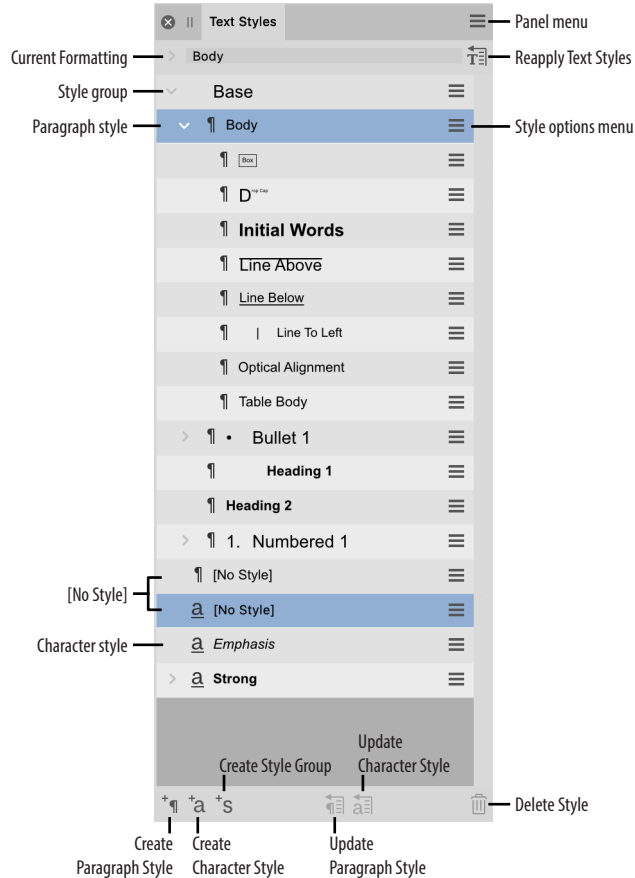 Text Styles
Panel menu
Current Formatting
Body
Reapply Text Styles
Style group
Base
Paragraph style
¶ Body
Style options menu
¶ Box
¶ Drop Cap
¶ Initial Words
¶ Line Above
¶ Line Below
¶ | Line To Left
¶ Optical Alignment
¶ Table Body
¶ • Bullet 1
¶ Heading 1
¶ Heading 2
¶ 1. Numbered 1
[No Style]
¶ [No Style]
a [No Style]
Character style
a Emphasis
a Strong
Update
Character Style
Create Style Group
+¶ +a +S
Delete Style
Create
Paragraph Style
Create
Character Style
Update
Paragraph Style